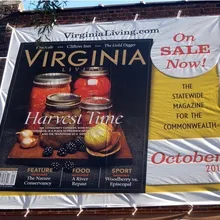 VirginiaLiving.com
Clifton Inn The Gold Digger
VIRGINIA
LIVING
Harvest Time
FEATURE
The Nature
Conservancy
FOOD
A River
Repast
SPORT
Woodberry vs.
Episcopal
On
SALE
Now!
THE
STATEWIDE
MAGAZINE
FOR THE
COMMONWEALTH
October